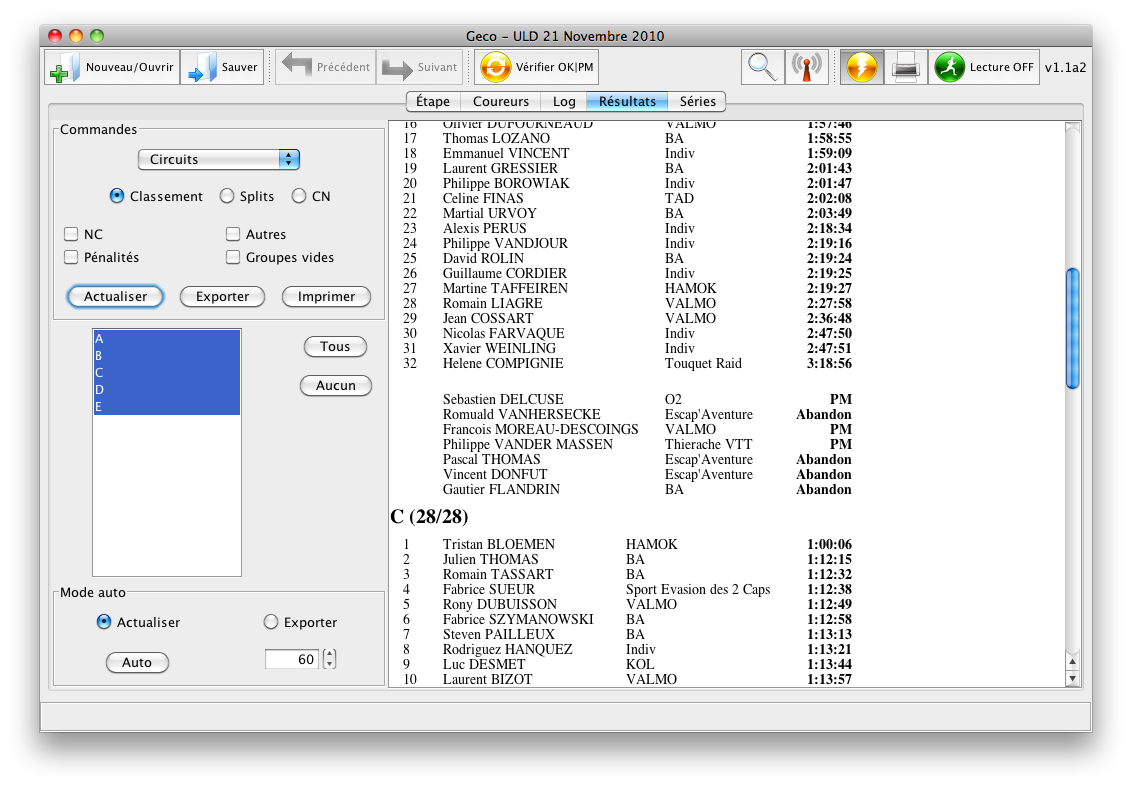 Geco – ULD 21 Novembre 2010
Nouveau/Ouvrir Sauver Précédent Suivant Vérifier OK|PM Lecture OFF v1.1a2
Étape Coureurs Log Résultats Séries
Commandes
Circuits
Classement Splits CN
NC Autres
Pénalités Groupes vides
Actualiser Exporter Imprimer
A
B
C
D
E
Tous
Aucun
Mode auto
Actualiser Exporter
Auto 60
16 Olivier DUFOURNEAUD VALMO 1:57:46
17 Thomas LOZANO BA 1:58:55
18 Emmanuel VINCENT Indiv 1:59:09
19 Laurent GRESSIER BA 2:01:43
20 Philippe BOROWIAK Indiv 2:01:47
21 Celine FINAS TAD 2:02:08
22 Martial URVOY BA 2:03:49
23 Alexis PERUS Indiv 2:18:34
24 Philippe VANDJOUR Indiv 2:19:16
25 David ROLIN BA 2:19:24
26 Guillaume CORDIER Indiv 2:19:25
27 Martine TAFFEIREN HAMOK 2:19:27
28 Romain LIAGRE VALMO 2:27:58
29 Jean COSSART VALMO 2:36:48
30 Nicolas FARVAQUE Indiv 2:47:50
31 Xavier WEINLING Indiv 2:47:51
32 Helene COMPIGNIE Touquet Raid 3:18:56
Sebastien DELCUSE O2 PM
Romuald VANHERSECKE Escap'Aventure Abandon
Francois MOREAU-DESCOINGS VALMO PM
Philippe VANDER MASSEN Thierache VTT PM
Pascal THOMAS Escap'Aventure Abandon
Vincent DONFUT Escap'Aventure Abandon
Gautier FLANDRIN BA Abandon
C (28/28)
1 Tristan BLOEMEN HAMOK 1:00:06
2 Julien THOMAS BA 1:12:15
3 Romain TASSART BA 1:12:32
4 Fabrice SUEUR Sport Evasion des 2 Caps 1:12:38
5 Rony DUBUISSON VALMO 1:12:49
6 Fabrice SZYMANOWSKI BA 1:12:58
7 Steven PAILLEUX BA 1:13:13
8 Rodriguez HANQUEZ Indiv 1:13:21
9 Luc DESMET KOL 1:13:44
10 Laurent BIZOT VALMO 1:13:57